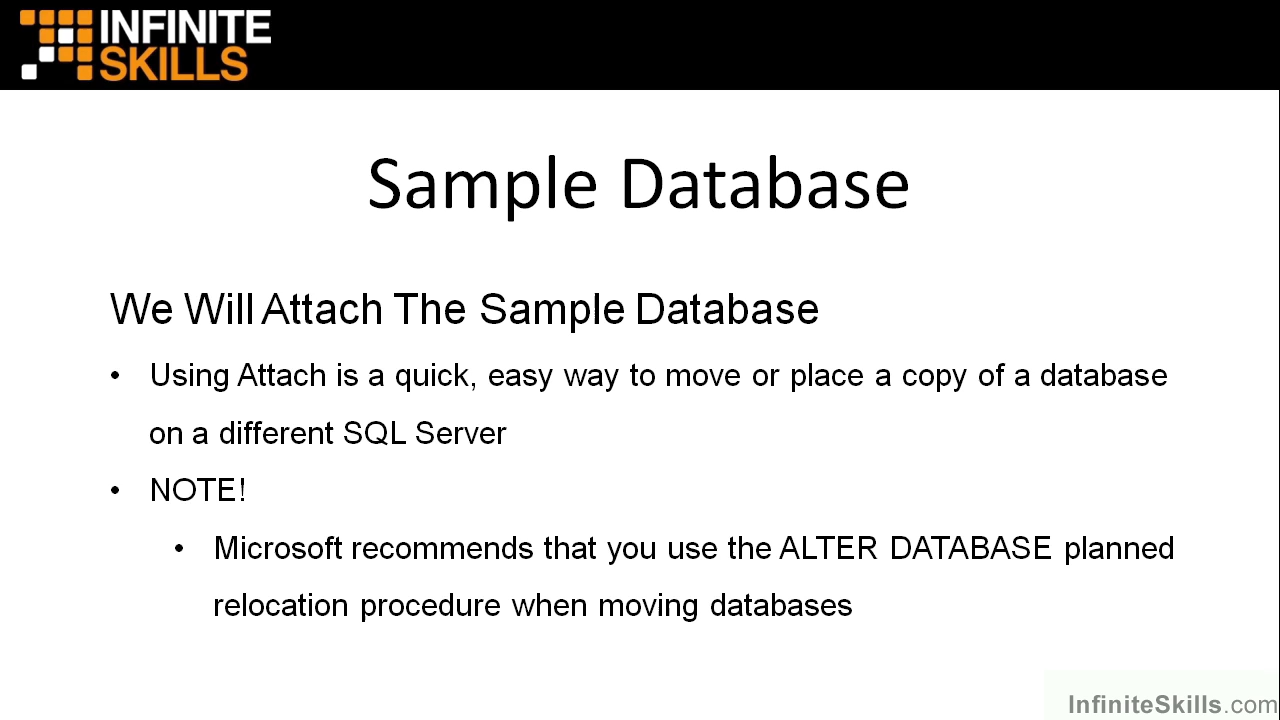 INFINITE
SKILLS
Sample Database
We Will Attach The Sample Database
• Using Attach is a quick, easy way to move or place a copy of a database
on a different SQL Server
• NOTE!
• Microsoft recommends that you use the ALTER DATABASE planned
relocation procedure when moving databases
InfiniteSkills.com